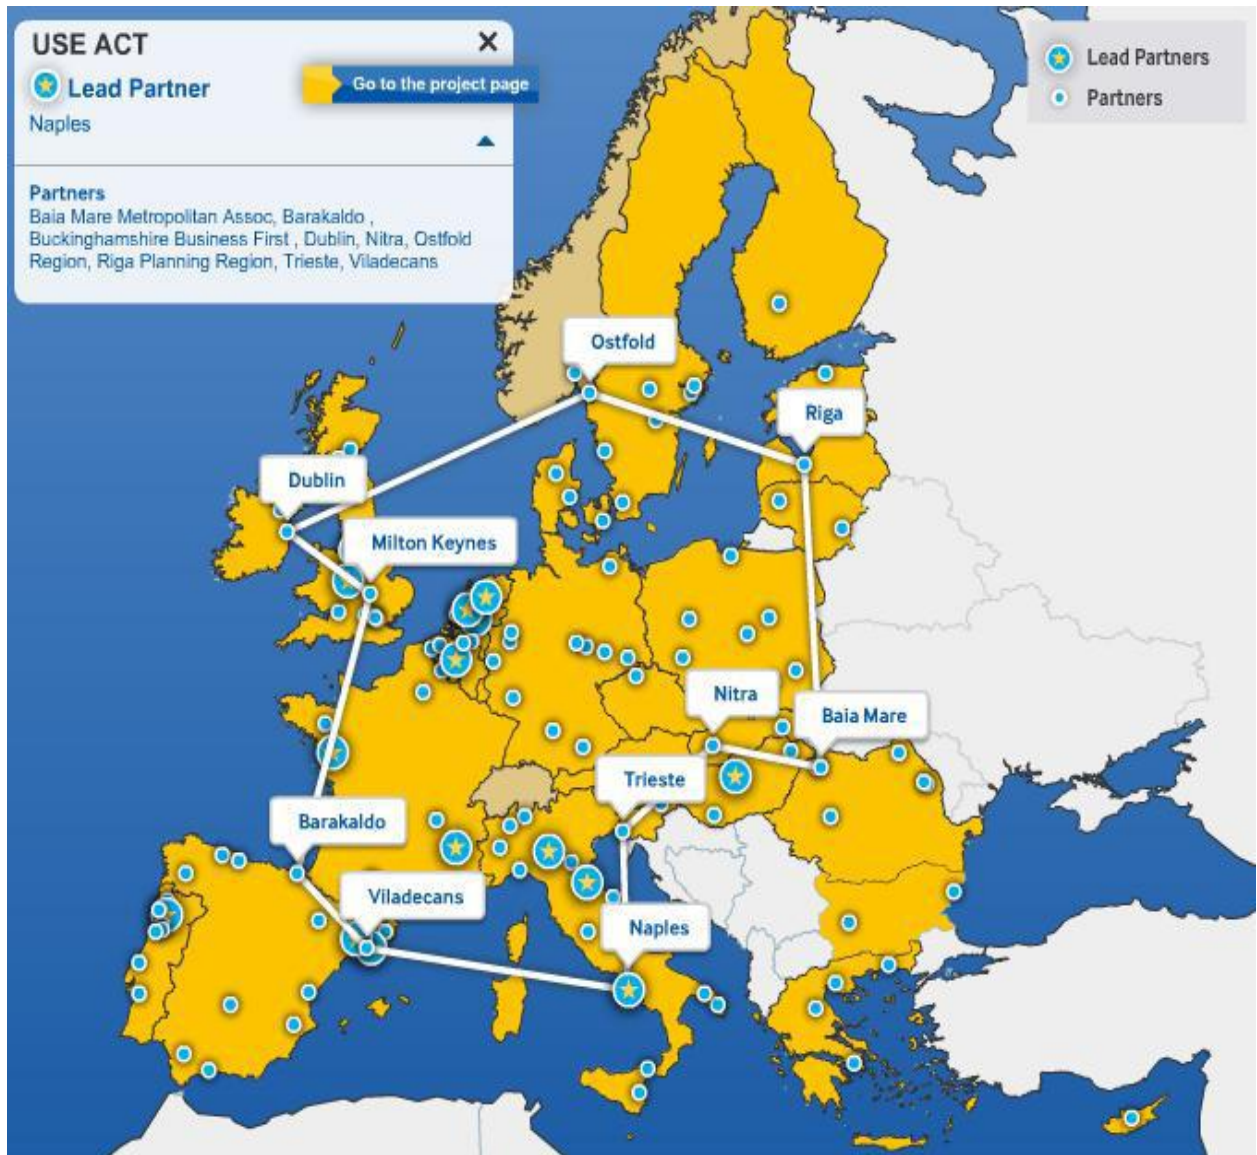 USE ACT
Lead Partner
Go to the project page
Naples
Partners
Baia Mare Metropolitan Assoc, Barakaldo ,
Buckinghamshire Business First , Dublin, Nitra, Ostfold
Region, Riga Planning Region, Trieste, Viladecans
Lead Partners
Partners
Ostfold
Riga
Dublin
Milton Keynes
Nitra
Baia Mare
Trieste
Barakaldo
Viladecans
Naples